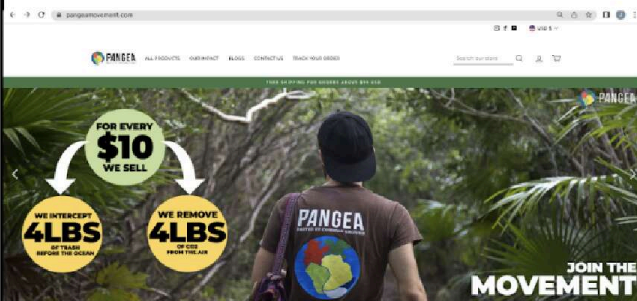 pangeamovement.com
USD $
PANGEA
ALL PRODUCTS OUR IMPACT BLOGS CONTACT US TRACK YOUR ORDER
Search our store
FREE SHIPPING FOR ORDERS ABOVE
PANGEA
FOR EVERY
$10
WE SELL
WE INTERCEPT
4LBS
OF TRASH
BEFORE THE OCEAN
WE REMOVE
4LBS
OF CO2
FROM THE AIR
PANGEA
JOIN THE
MOVEMENT